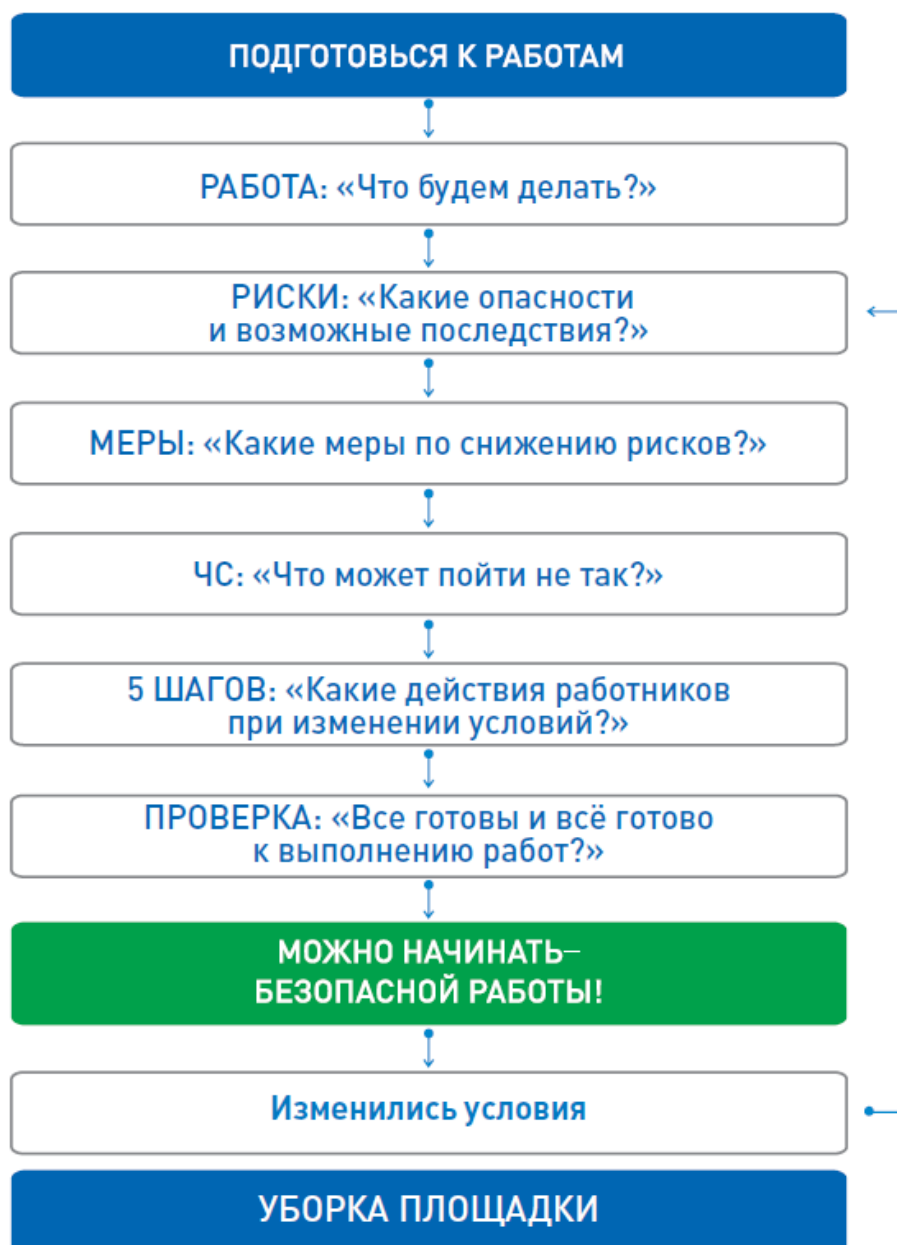 ПОДГОТОВЬСЯ К РАБОТАМ
РАБОТА: «Что будем делать?»
РИСКИ: «Какие опасности
и возможные последствия?»
МЕРЫ: «Какие меры по снижению рисков?»
ЧС: «Что может пойти не так?»
5 ШАГОВ: «Какие действия работников
при изменении условий?»
ПРОВЕРКА: «Все готовы и всё готово
к выполнению работ?»
МОЖНО НАЧИНАТЬ–
БЕЗОПАСНОЙ РАБОТЫ!
Изменились условия
УБОРКА ПЛОЩАДКИ